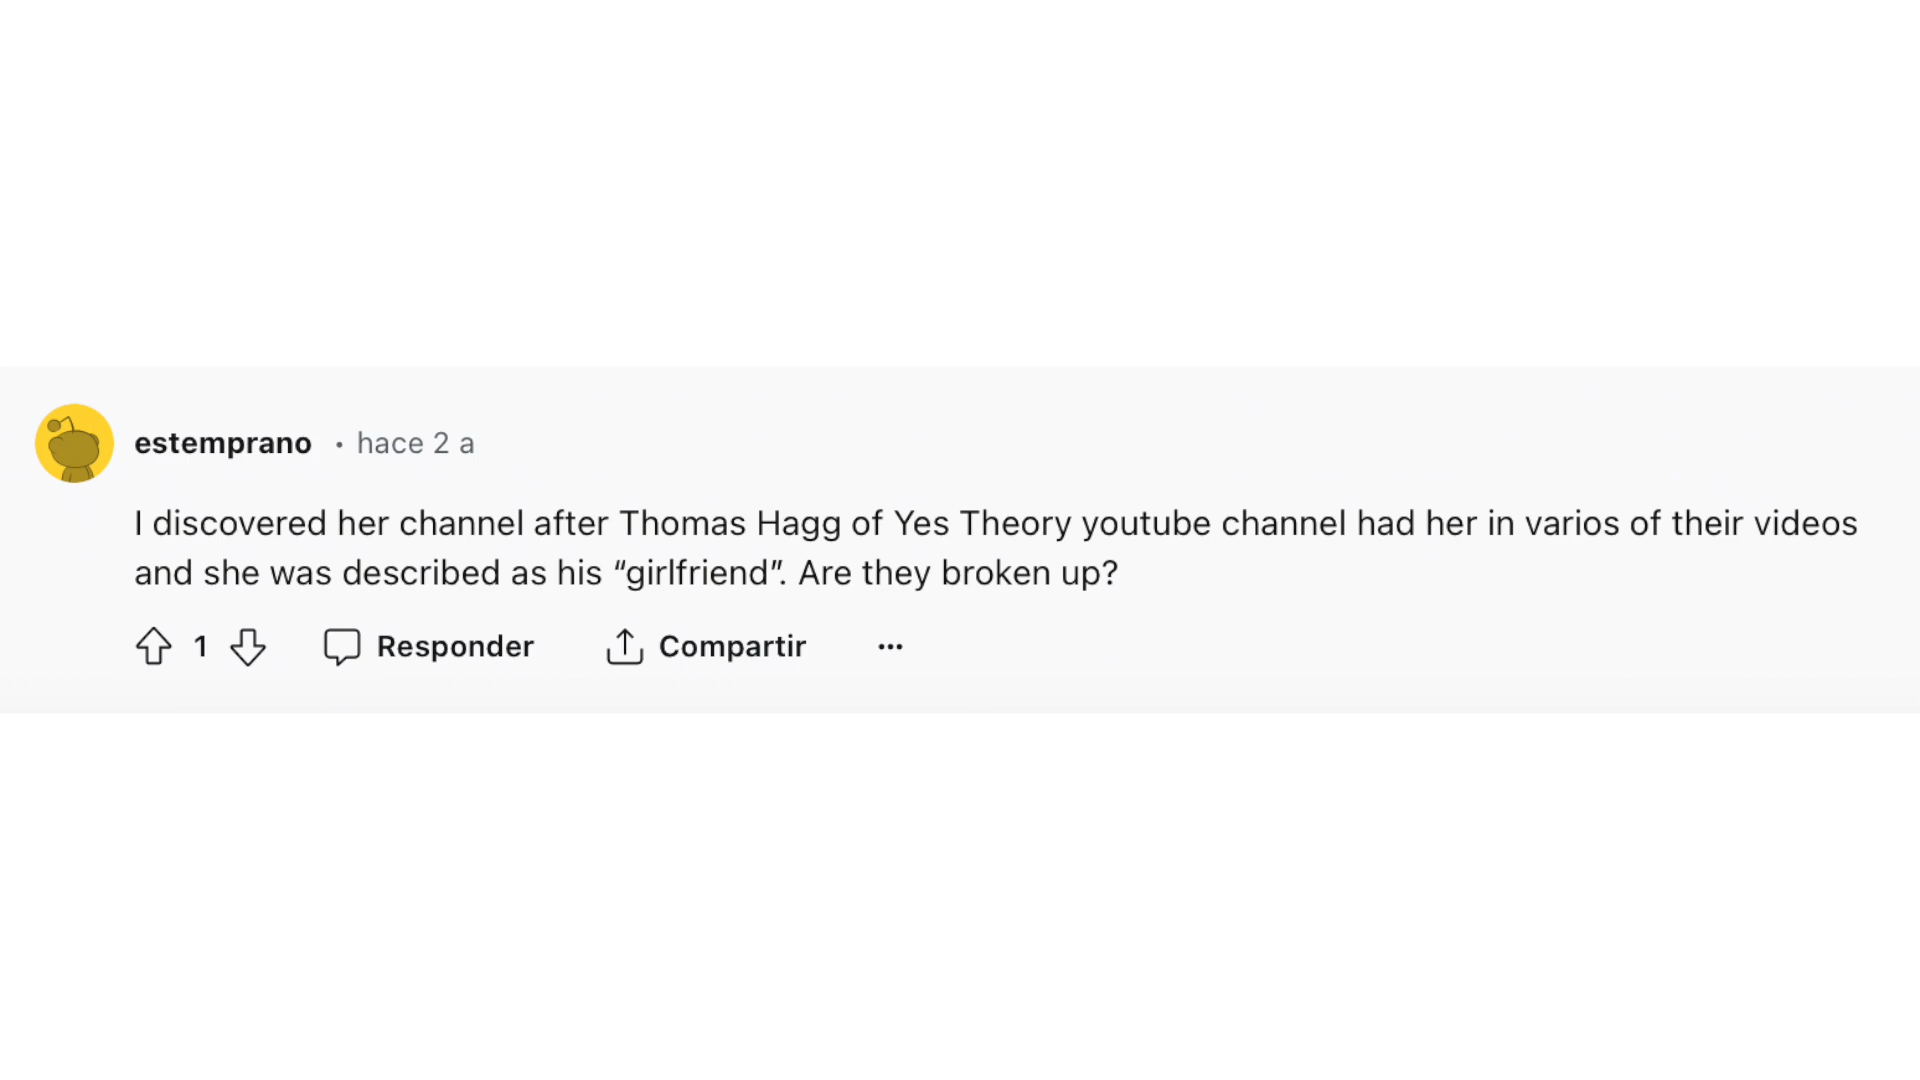 estemprano • hace 2 a
I discovered her channel after Thomas Hagg of Yes Theory youtube channel had her in varios of their videos
and she was described as his “girlfriend”. Are they broken up?
1 Responder Compartir ...